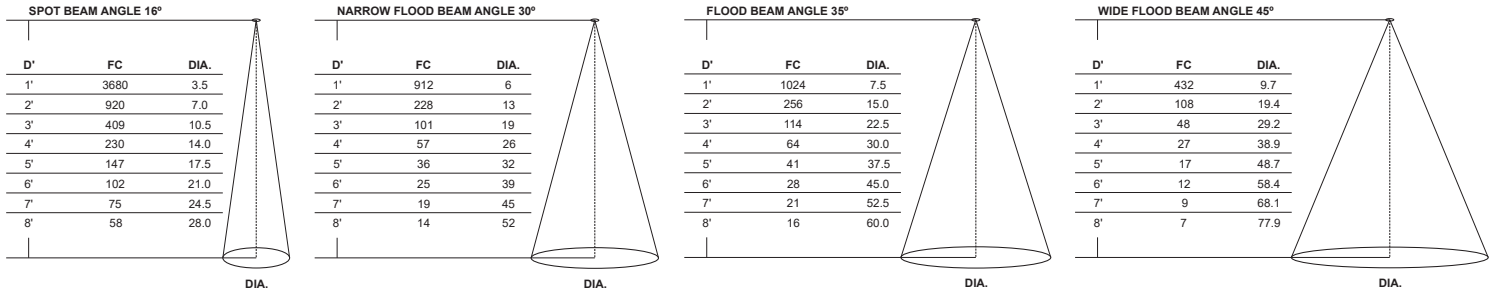 SPOT BEAM ANGLE 16º
D' FC DIA.
1' 3680 3.5
2' 920 7.0
3' 409 10.5
4' 230 14.0
5' 147 17.5
6' 102 21.0
7' 75 24.5
8' 58 28.0
DIA.
NARROW FLOOD BEAM ANGLE 30º
D' FC DIA.
1' 912 6
2' 228 13
3' 101 19
4' 57 26
5' 36 32
6' 25 39
7' 19 45
8' 14 52
DIA.
FLOOD BEAM ANGLE 35º
D' FC DIA.
1' 1024 7.5
2' 256 15.0
3' 114 22.5
4' 64 30.0
5' 41 37.5
6' 28 45.0
7' 21 52.5
8' 16 60.0
DIA.
WIDE FLOOD BEAM ANGLE 45º
D' FC DIA.
1' 432 9.7
2' 108 19.4
3' 48 29.2
4' 27 38.9
5' 17 48.7
6' 12 58.4
7' 9 68.1
8' 7 77.9
DIA.